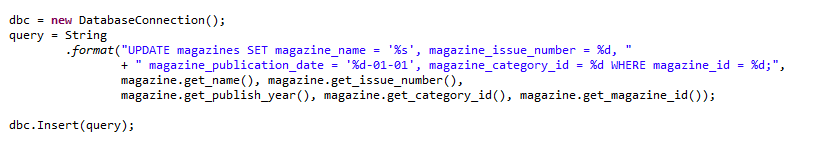 dbc = new DatabaseConnection();
query = String
.format("UPDATE magazines SET magazine_name = '%s', magazine_issue_number = %d, "
+ " magazine_publication_date = '%d-01-01', magazine_category_id = %d WHERE magazine_id = %d;",
magazine.get_name(), magazine.get_issue_number(),
magazine.get_publish_year(), magazine.get_category_id(), magazine.get_magazine_id());
dbc.Insert(query);